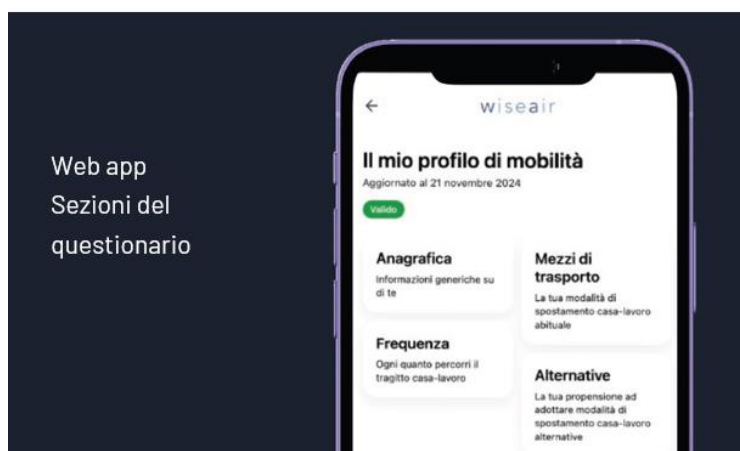 Web app
Sezioni del
questionario
wiseair
Il mio profilo di mobilità
Aggiornato al 21 novembre 2024
Valido
Anagrafica
Informazioni generiche su
di te
Mezzi di
trasporto
La tua modalità di
spostamento casa-lavoro
abituale
Frequenza
Ogni quanto percorri il
tragitto casa-lavoro
Alternative
La tua propensione ad
adottare modalità di
spostamento casa-lavoro
alternative